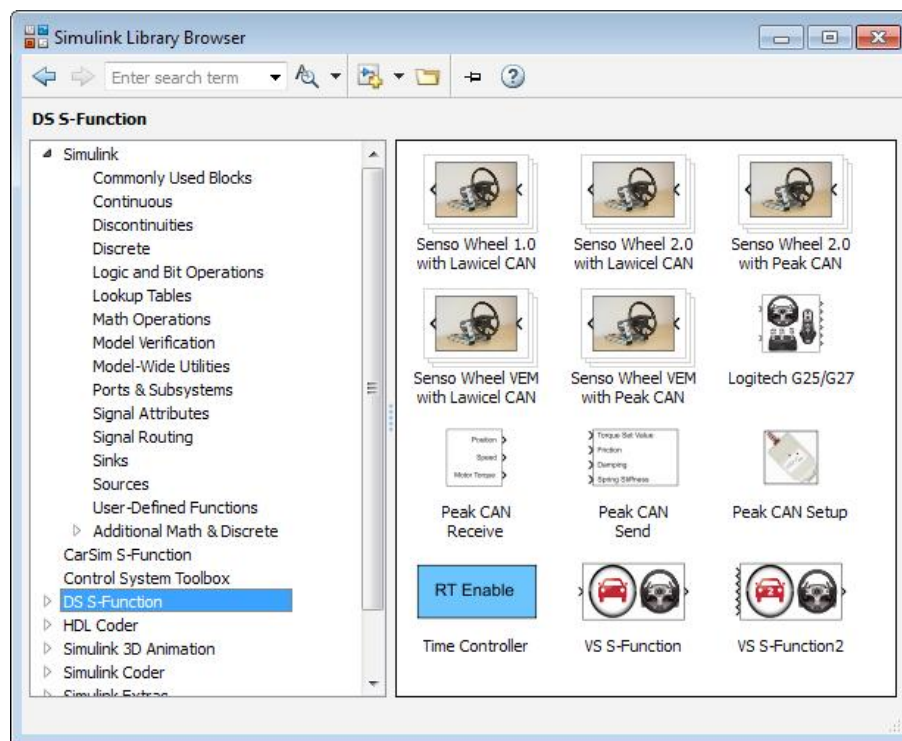 Simulink Library Browser
Enter search term
DS S-Function
Simulink
Commonly Used Blocks
Continuous
Discontinuities
Discrete
Logic and Bit Operations
Lookup Tables
Math Operations
Model Verification
Model-Wide Utilities
Ports & Subsystems
Signal Attributes
Signal Routing
Sinks
Sources
User-Defined Functions
Additional Math & Discrete
CarSim S-Function
Control System Toolbox
DS S-Function
HDL Coder
Simulink 3D Animation
Simulink Coder
Simulink Extras
Senso Wheel 1.0
with Lawicel CAN
Senso Wheel 2.0
with Lawicel CAN
Senso Wheel 2.0
with Peak CAN
Senso Wheel VEM
with Lawicel CAN
Senso Wheel VEM
with Peak CAN
Logitech G25/G27
Position
Speed
Motor Torque
Peak CAN
Receive
Torque Set Value
Friction
Damping
Spring Stiffness
Peak CAN
Send
Peak CAN Setup
RT Enable
Time Controller
VS S-Function
2
VS S-Function2